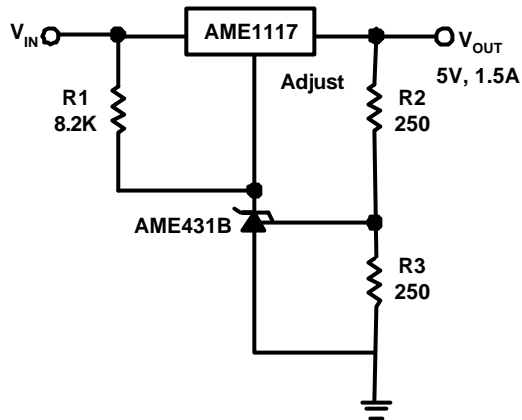 AME1117
VIN
VOUT
Adjust
5V, 1.5A
R1
8.2K
R2
250
AME431B
R3
250